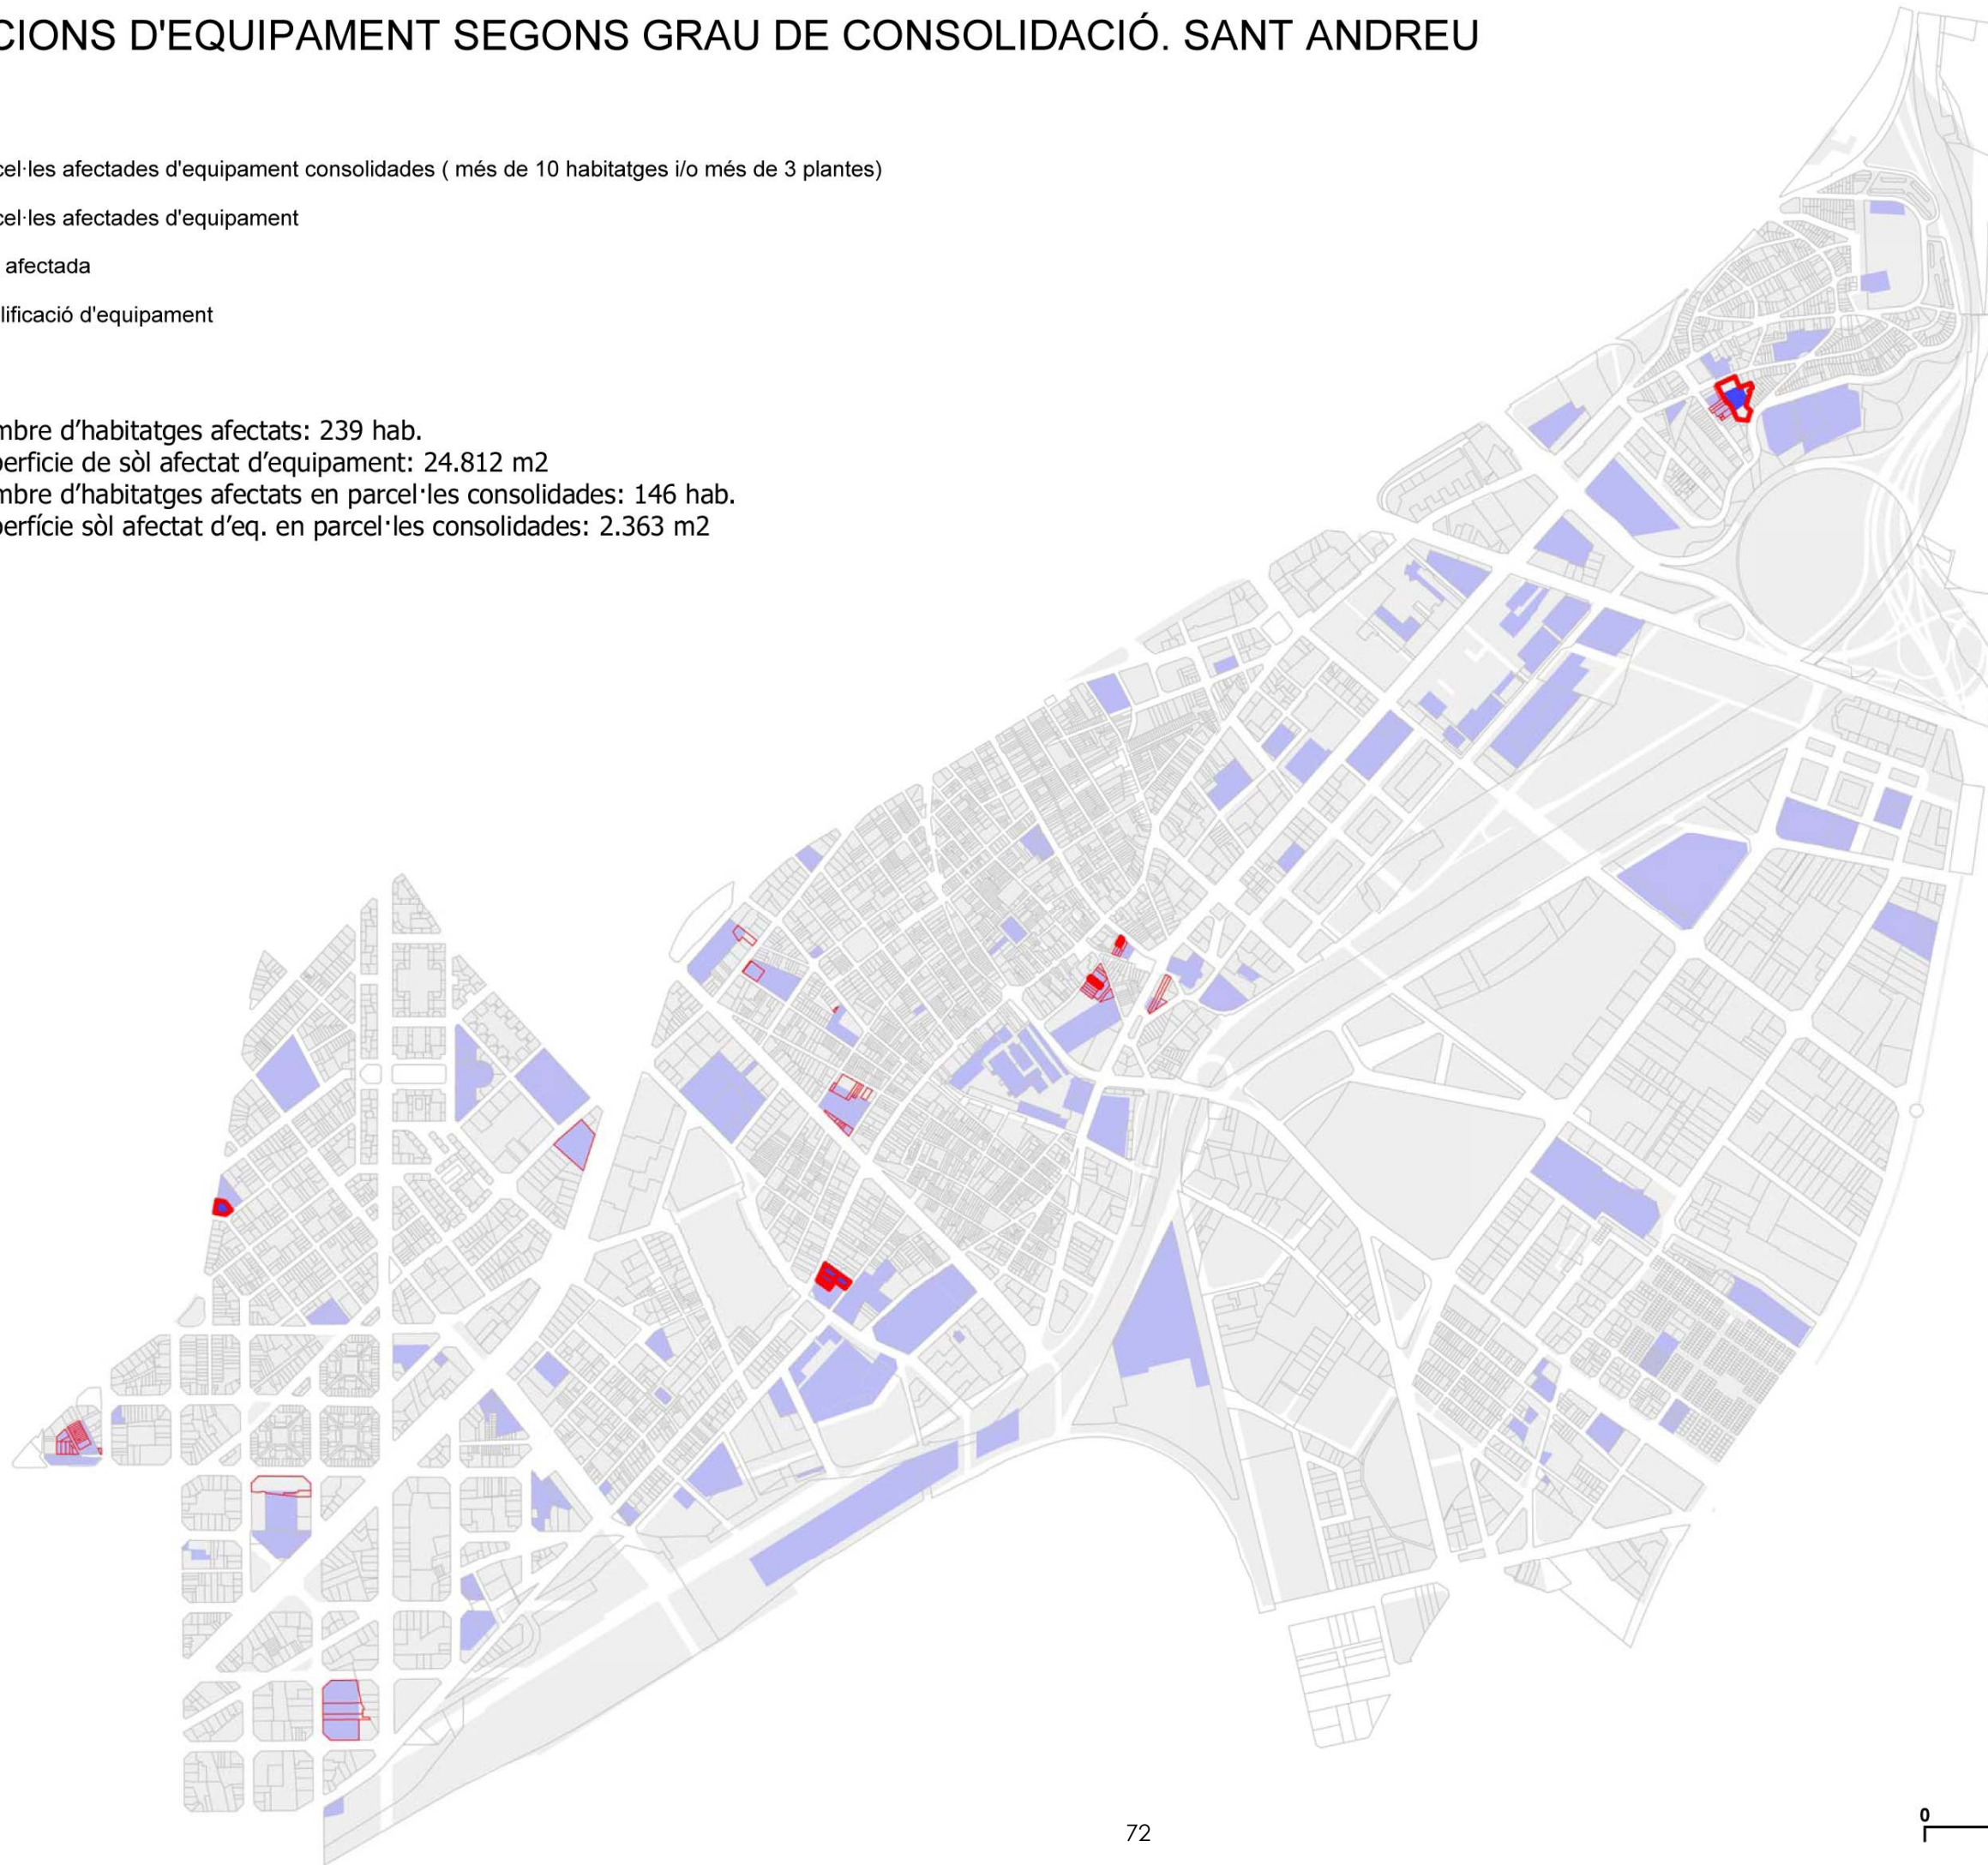 CIONS D'EQUIPAMENT SEGONS GRAU DE CONSOLIDACIÓ. SANT ANDREU
cel·les afectades d'equipament consolidades ( més de 10 habitatges i/o més de 3 plantes)
cel·les afectades d'equipament
afectada
lificació d'equipament
mbre d’habitatges afectats: 239 hab.
perficie de sòl afectat d’equipament: 24.812 m2
mbre d’habitatges afectats en parcel·les consolidades: 146 hab.
perfície sòl afectat d’eq. en parcel·les consolidades: 2.363 m2
72
0